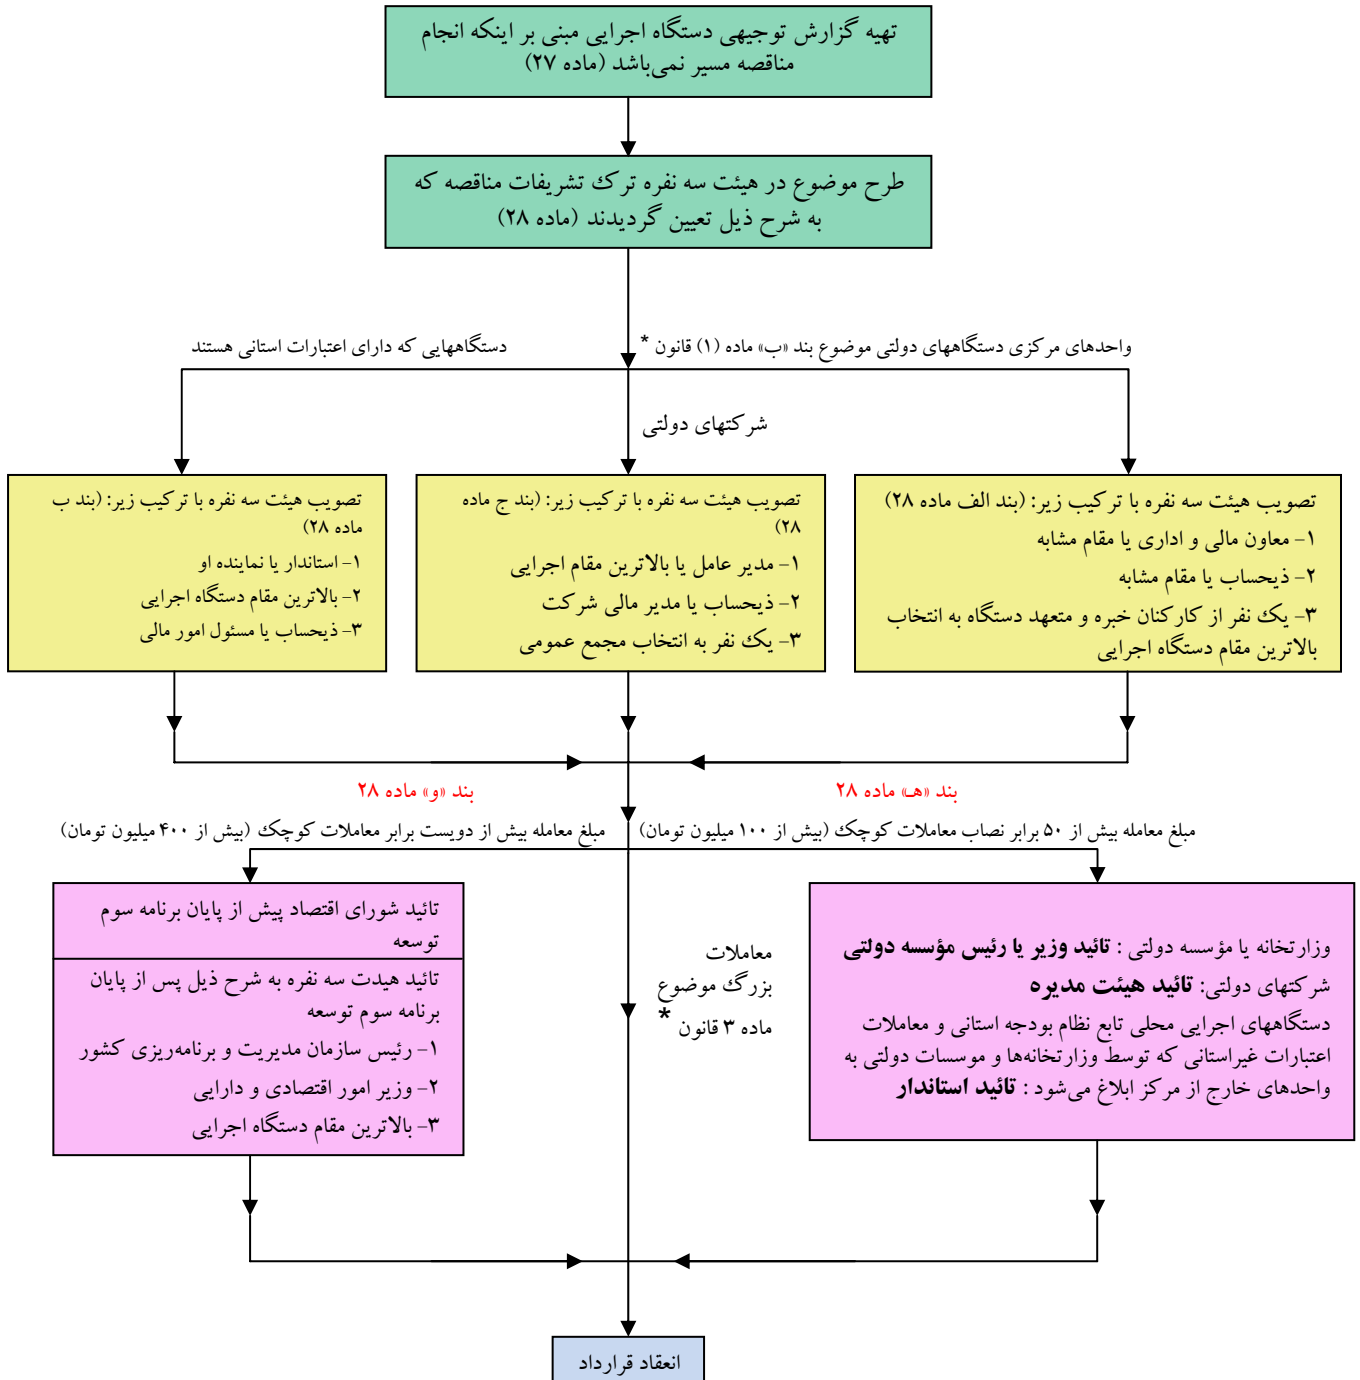 تهیه گزارش توجیهی دستگاه اجرایی مبنی بر اینکه انجام
مناقصه مسیر نمی‌باشد (ماده ۲۷)
طرح موضوع در هیئت سه نفره ترک تشریفات مناقصه که
به شرح ذیل تعیین گردیدند (ماده ۲۸)
واحدهای مرکزی دستگاههای دولتی موضوع بند «ب» ماده (۱) قانون *
دستگاههایی که دارای اعتبارات استانی هستند
شرکتهای دولتی
تصویب هیئت سه نفره با ترکیب زیر: (بند الف ماده ۲۸)
۱- معاون مالی و اداری یا مقام مشابه
۲- ذیحساب یا مقام مشابه
۳- یک نفر از کارکنان خبره و متعهد دستگاه به انتخاب
بالاترین مقام دستگاه اجرایی
تصویب هیئت سه نفره با ترکیب زیر: (بند ج ماده
۲۸)
۱- مدیر عامل یا بالاترین مقام اجرایی
۲- ذیحساب یا مدیر مالی شرکت
۳- یک نفر به انتخاب مجمع عمومی
تصویب هیئت سه نفره با ترکیب زیر: (بند ب
ماده ۲۸)
۱- استاندار یا نماینده او
۲- بالاترین مقام دستگاه اجرایی
۳- ذیحساب یا مسئول امور مالی
بند «هـ» ماده ۲۸
بند «و» ماده ۲۸
مبلغ معامله بیش از ۵۰ برابر نصاب معاملات کوچک (بیش از ۱۰۰ میلیون تومان)
مبلغ معامله بیش از دویست برابر معاملات کوچک (بیش از ۴۰۰ میلیون تومان)
وزارتخانه یا مؤسسه دولتی : تائید وزیر یا رئیس مؤسسه دولتی
شرکتهای دولتی: تائید هیئت مدیره
دستگاههای اجرایی محلی تابع نظام بودجه استانی و معاملات
اعتبارات غیراستانی که توسط وزارتخانه‌ها و موسسات دولتی به
واحدهای خارج از مرکز ابلاغ می‌شود : تائید استاندار
معاملات
بزرگ موضوع
ماده ۳ قانون *
تائید شورای اقتصاد پیش از پایان برنامه سوم
توسعه
تائید هیدت سه نفره به شرح ذیل پس از پایان
برنامه سوم توسعه
۱- رئیس سازمان مدیریت و برنامه‌ریزی کشور
۲- وزیر امور اقتصادی و دارایی
۳- بالاترین مقام دستگاه اجرایی
انعقاد قرارداد